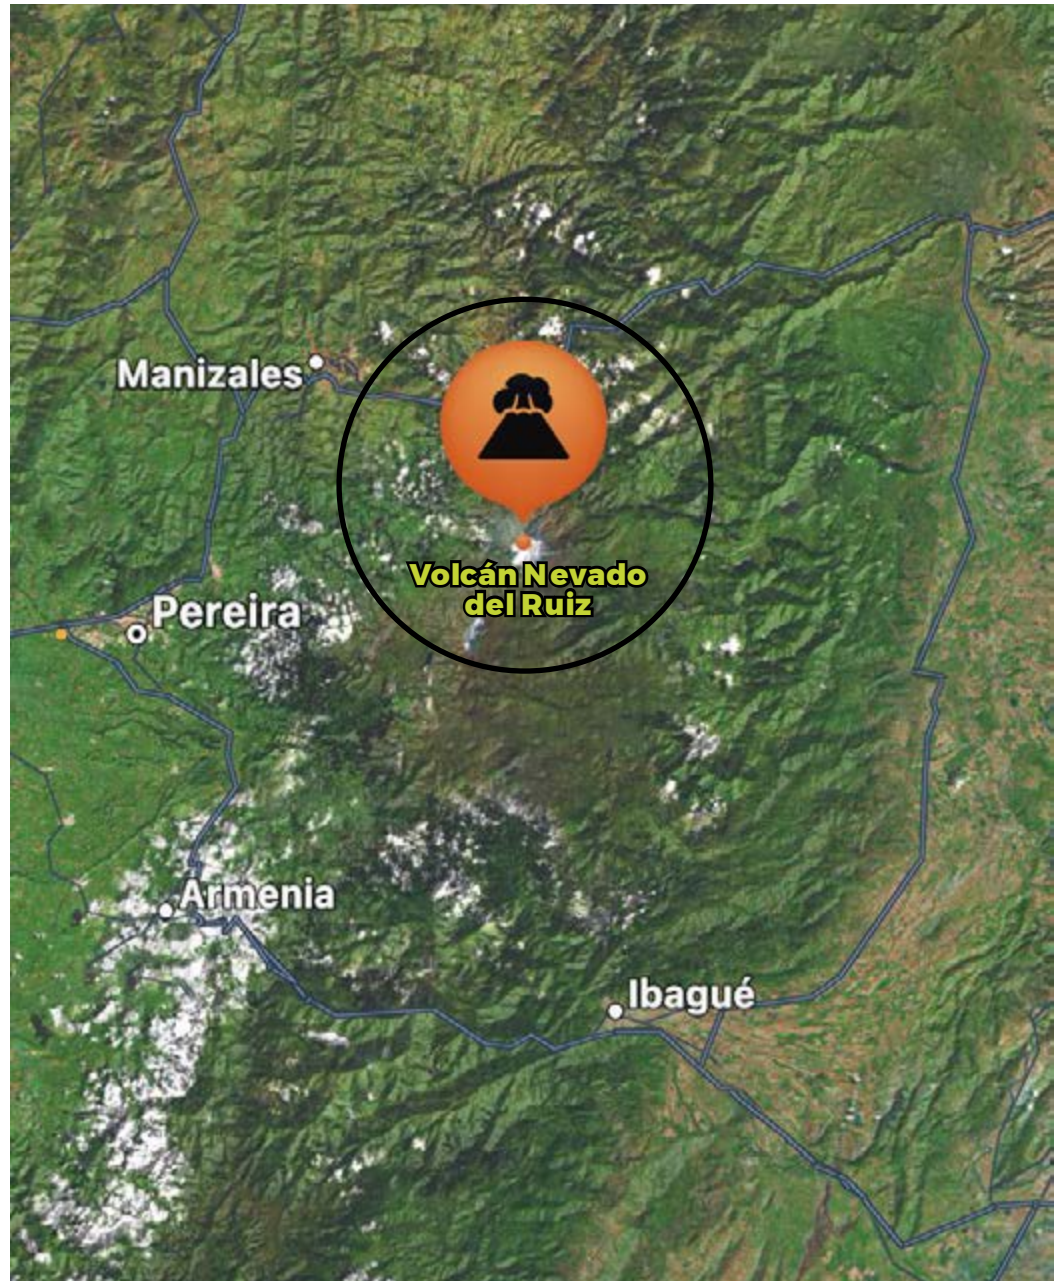 Manizales
Volcán Nevado
del Ruiz
Pereira
Armenia
Ibagué